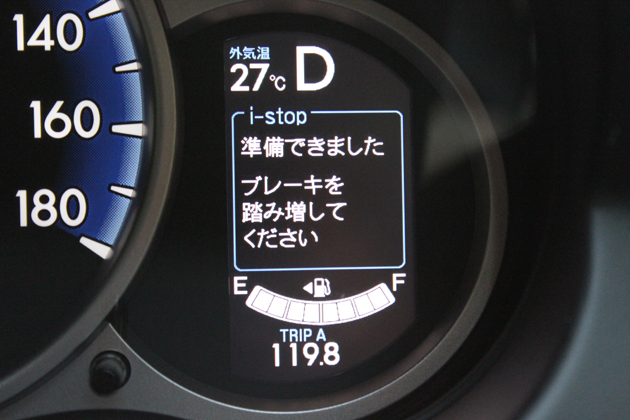 140
160
180
外気温
27℃ D
i-stop
準備できました
ブレーキを
踏み増して
ください
E F
TRIP A
119.8